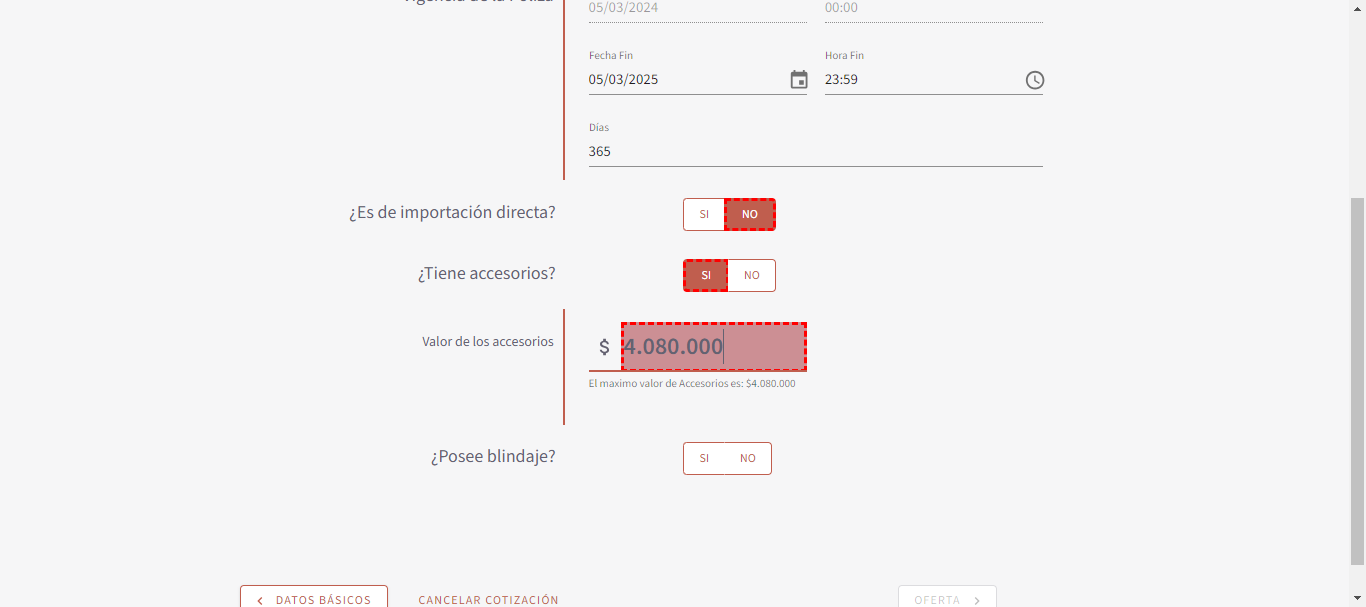 05/03/2024 00:00
Fecha Fin Hora Fin
05/03/2025 23:59
Días
365
¿Es de importación directa? SI NO
¿Tiene accesorios? SI NO
Valor de los accesorios $ 4.080.000
El maximo valor de Accesorios es: $4.080.000
¿Posee blindaje? SI NO
DATOS BÁSICOS CANCELAR COTIZACIÓN OFERTA